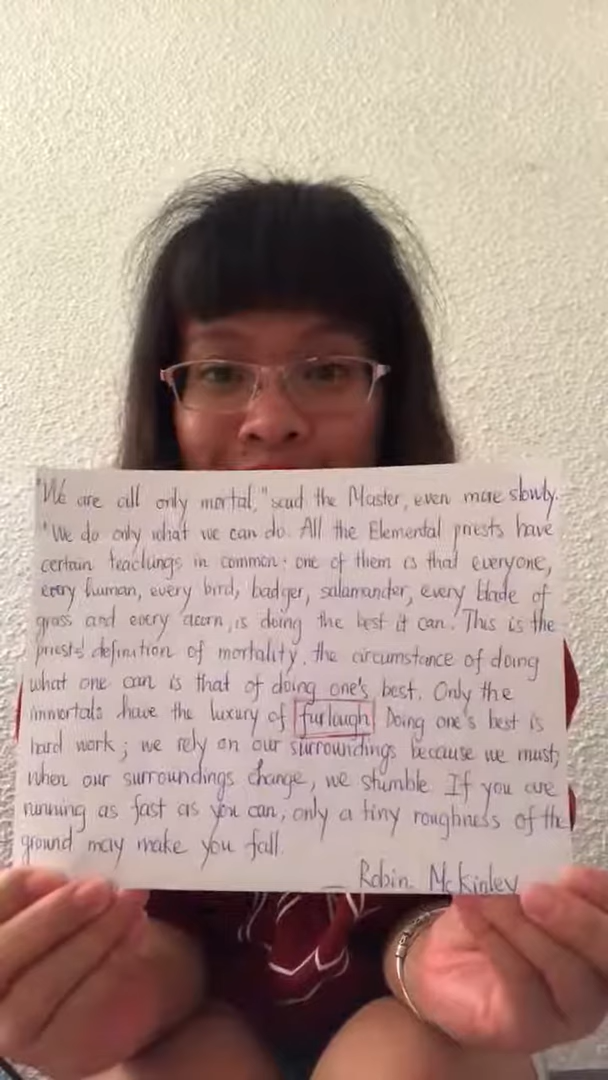 "We are all only mortal," said the Master, even more slowly.
"We do only what we can do. All the Elemental priests have
certain teachings in common: one of them is that everyone,
every human, every bird, badger, salamander, every blade of
grass and every acorn, is doing the best it can. This is the
priests' definition of mortality, the circumstance of doing
what one can is that of doing one's best. Only the
immortals have the luxury of furlough. Doing one's best is
hard work; we rely on our surroundings because we must;
when our surroundings change, we stumble. If you are
running as fast as you can, only a tiny roughness of the
ground may make you fall.
— Robin McKinley